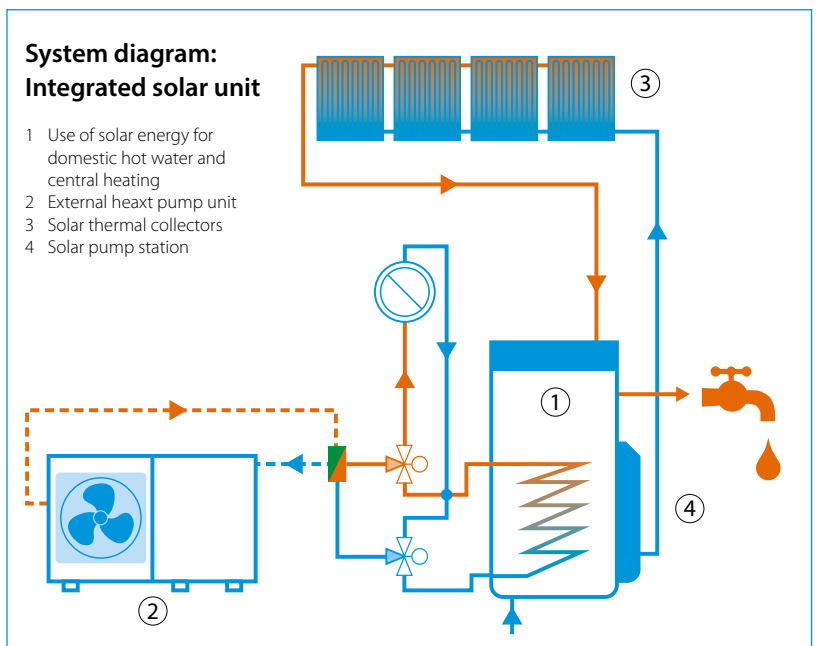 System diagram:
Integrated solar unit
1 Use of solar energy for
domestic hot water and
central heating
2 External heaxt pump unit
3 Solar thermal collectors
4 Solar pump station
3
1
4
2